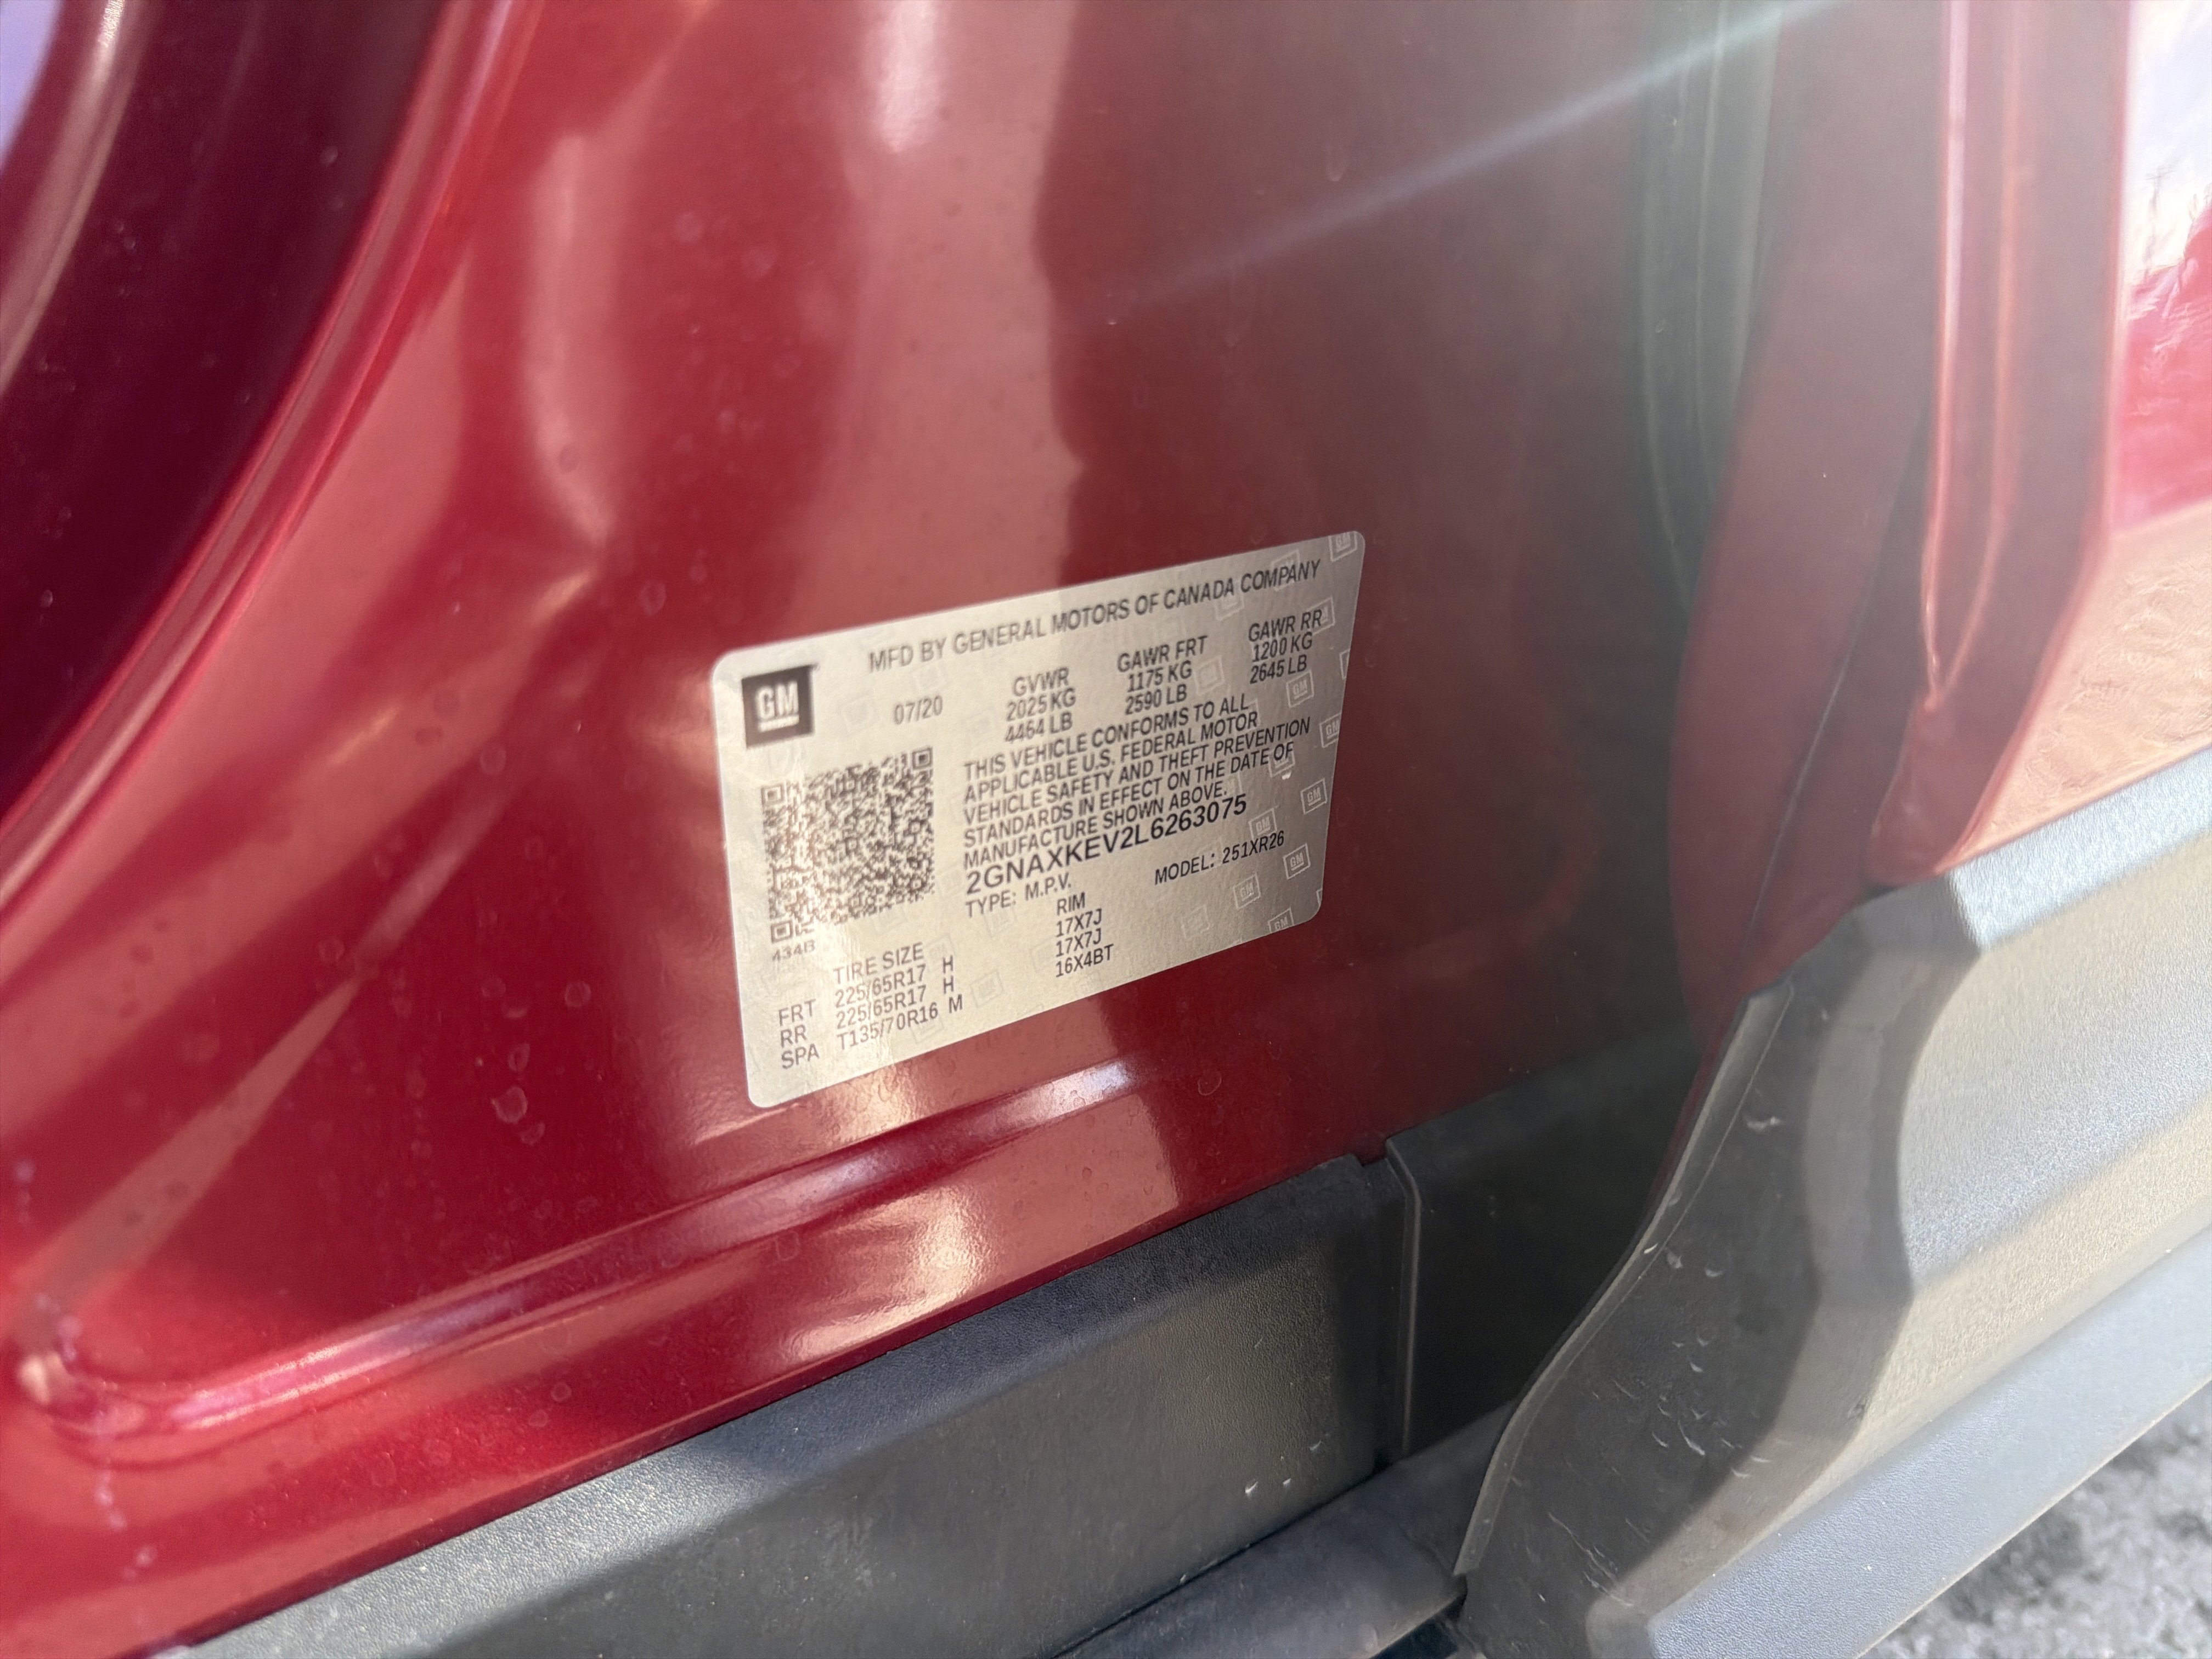 MFD BY GENERAL MOTORS OF CANADA COMPANY
GM
07/20
GVWR
2025 KG
4464 LB
GAWR FRT
1175 KG
2590 LB
GAWR RR
1200 KG
2645 LB
THIS VEHICLE CONFORMS TO ALL
APPLICABLE U.S. FEDERAL MOTOR
VEHICLE SAFETY AND THEFT PREVENTION
STANDARDS IN EFFECT ON THE DATE OF
MANUFACTURE SHOWN ABOVE.
2GNAXKEV2L6263075
TYPE: M.P.V. MODEL: 251XR26
434B
TIRE SIZE RIM
FRT 225/65R17 H 17X7J
RR 225/65R17 H 17X7J
SPA T135/70R16 M 16X4BT